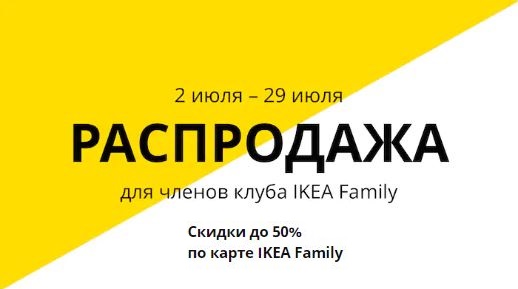 2 июля – 29 июля
РАСПРОДАЖА
для членов клуба IKEA Family
Скидки до 50%
по карте IKEA Family